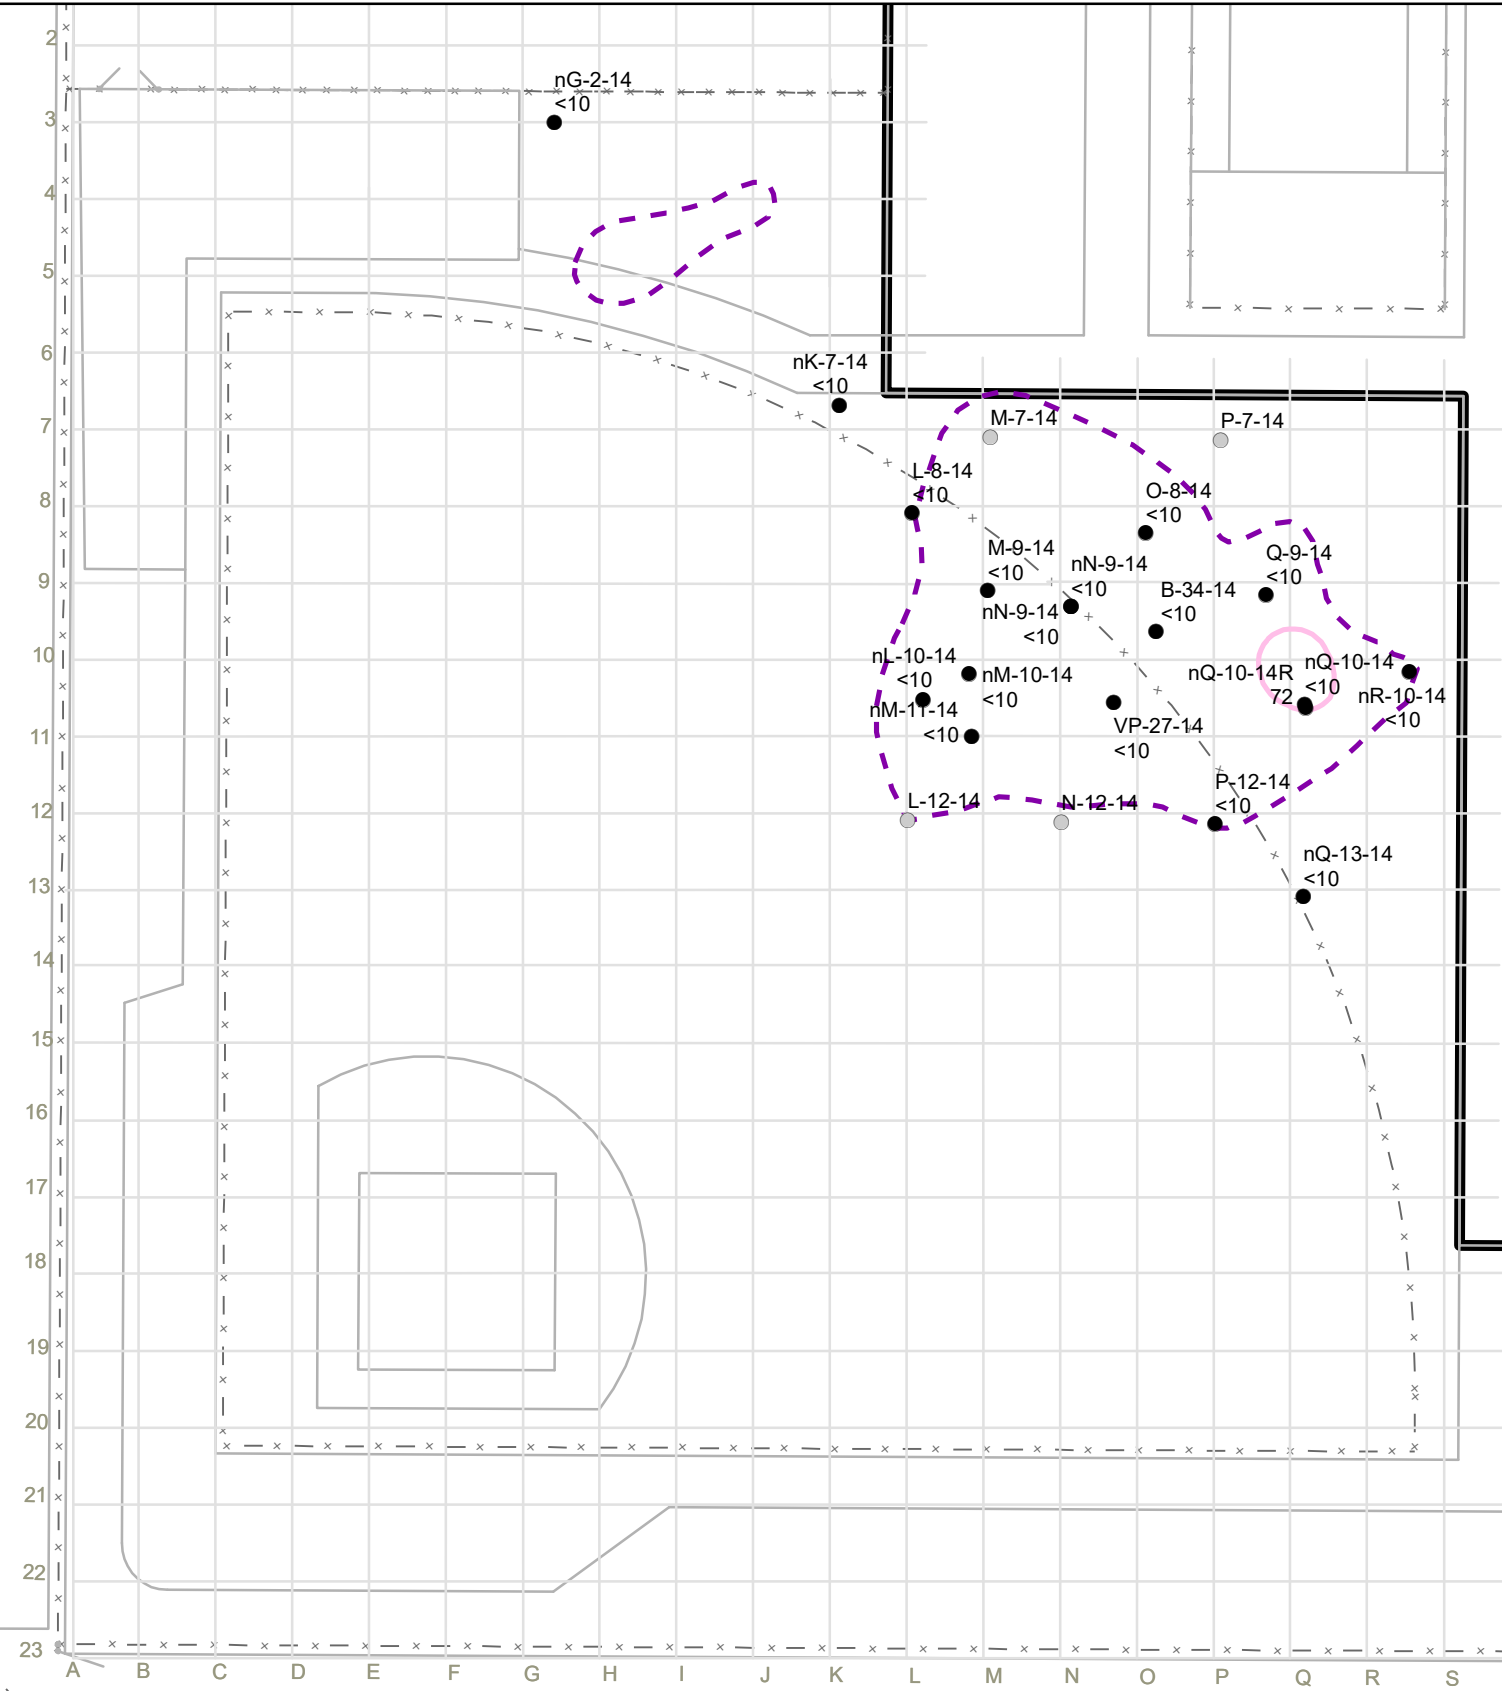 2
nG-2-14
<10
3
4
5
6
nK-7-14
<10
7
M-7-14
P-7-14
L-8-14
<10
8
O-8-14
<10
M-9-14
<10
nN-9-14
<10
Q-9-14
<10
9
B-34-14
<10
nN-9-14
<10
10
nL-10-14
<10
nM-10-14
<10
nQ-10-14R
72
nQ-10-14
<10
nR-10-14
<10
nM-11-14
<10
11
VP-27-14
<10
P-12-14
<10
12
L-12-14
N-12-14
nQ-13-14
<10
13
14
15
16
17
18
19
20
21
22
23
A B C D E F G H I J K L M N O P Q R S